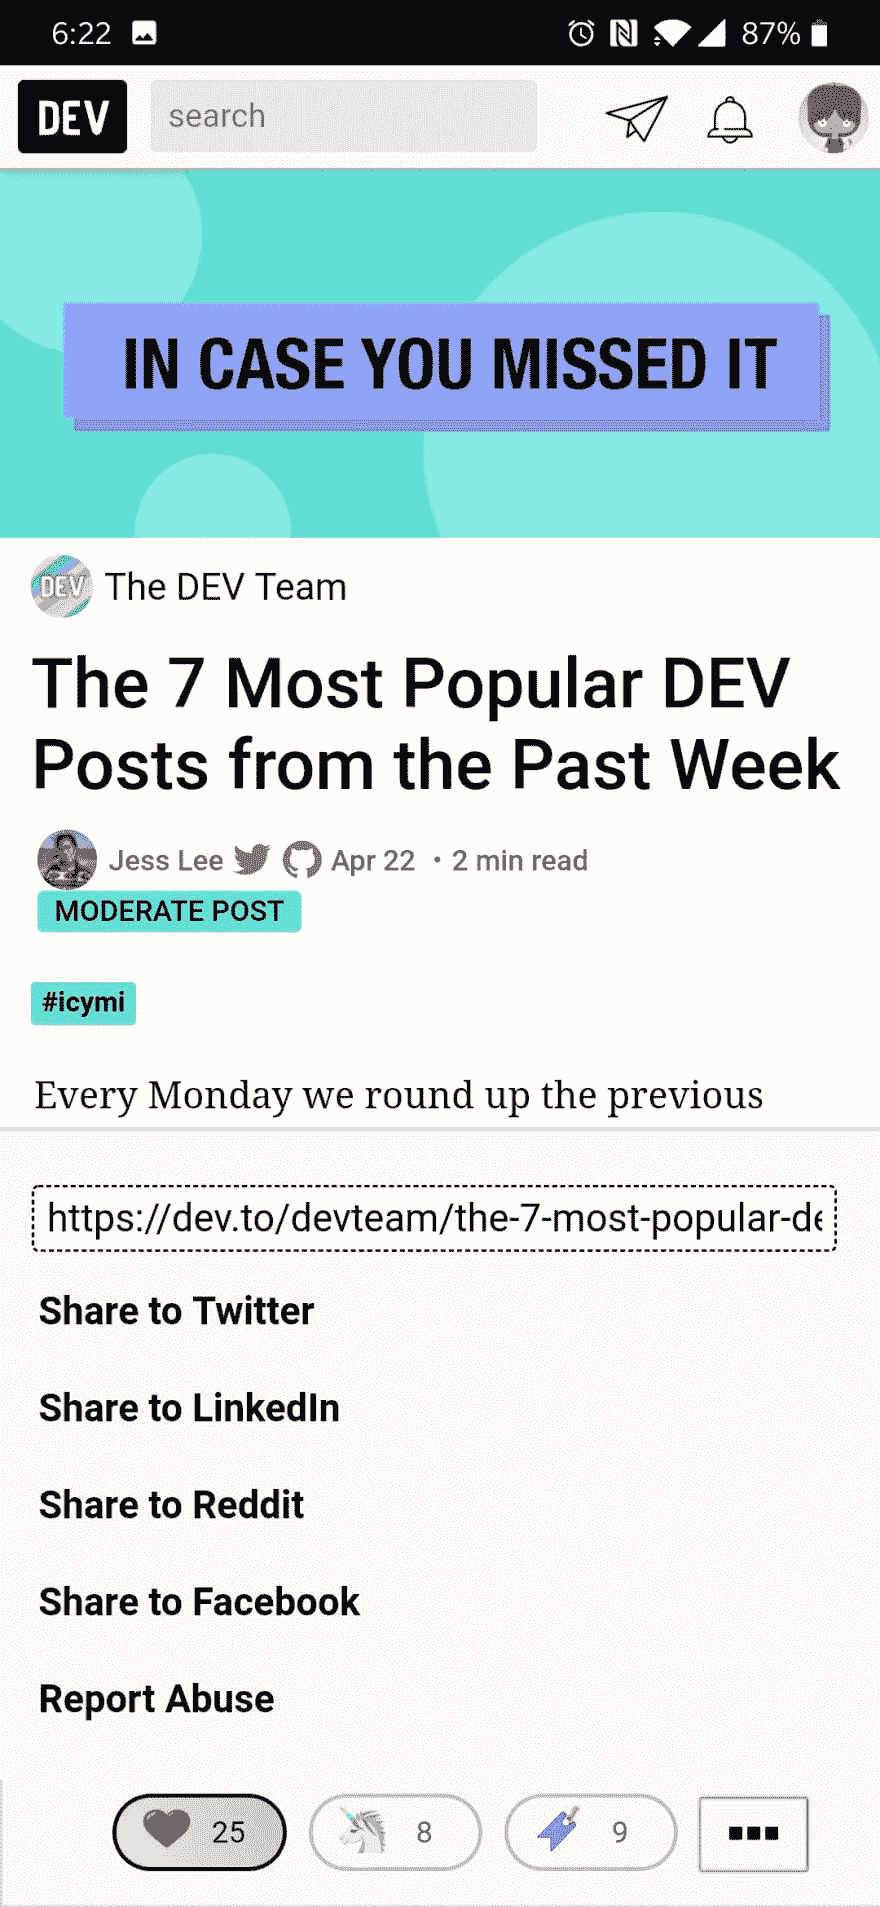 6:22 87%
DEV search
IN CASE YOU MISSED IT
DEV The DEV Team
The 7 Most Popular DEV
Posts from the Past Week
Jess Lee Apr 22 • 2 min read
MODERATE POST
#icymi
Every Monday we round up the previous
https://dev.to/devteam/the-7-most-popular-de
Share to Twitter
Share to LinkedIn
Share to Reddit
Share to Facebook
Report Abuse
25 8 9